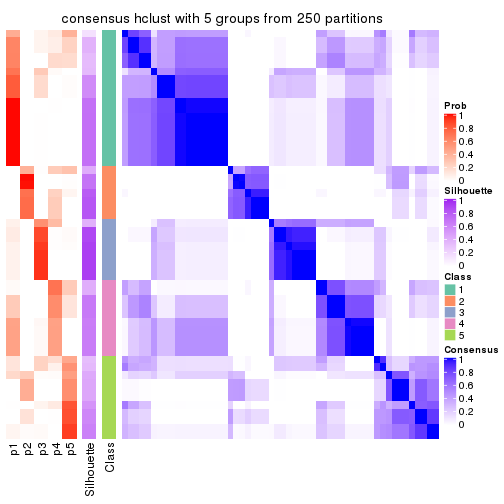 consensus hclust with 5 groups from 250 partitions
Prob
1
0.8
0.6
0.4
0.2
0
Silhouette
1
0.8
0.6
0.4
0.2
0
Class
1
2
3
4
5
Consensus
1
0.8
0.6
0.4
0.2
0
p1
p2
p3
p4
p5
Silhouette
Class